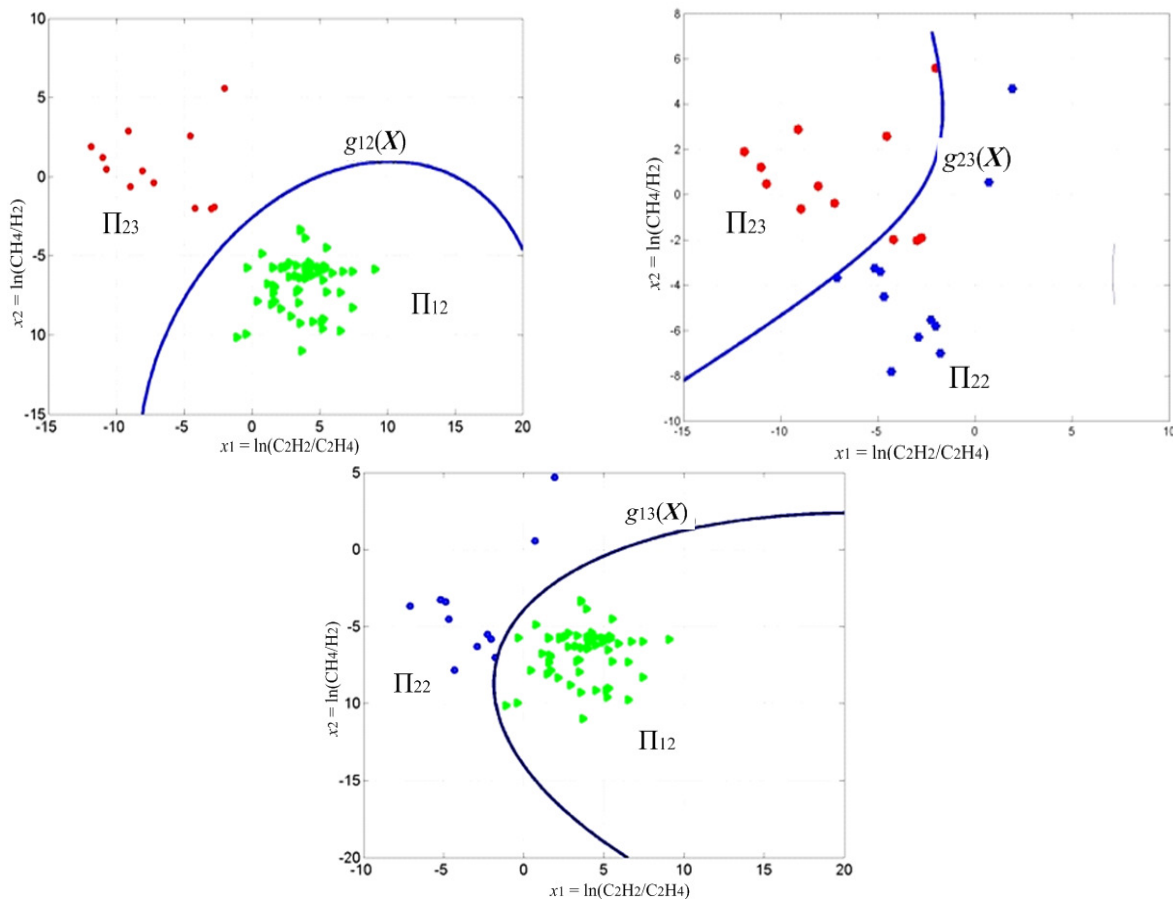 10
5
g12(X)
0
Π23
-5
Π12
10
-15
-15 -10 -5 0 5 10 15 20
x2 = ln(CH4/H2)
x1 = ln(C2H2/C2H4)
8
6
4
2
g23(X)
0
Π23
-2
-4
-6
Π22
-8
-10
-15 -10 -5 0 5 10
x2 = ln(CH4/H2)
x1 = ln(C2H2/C2H4)
5
g13(X)
0
-5
Π22
10
Π12
-15
-20
-10 -5 0 5 10 15 20
x2 = ln(CH4/H2)
x1 = ln(C2H2/C2H4)